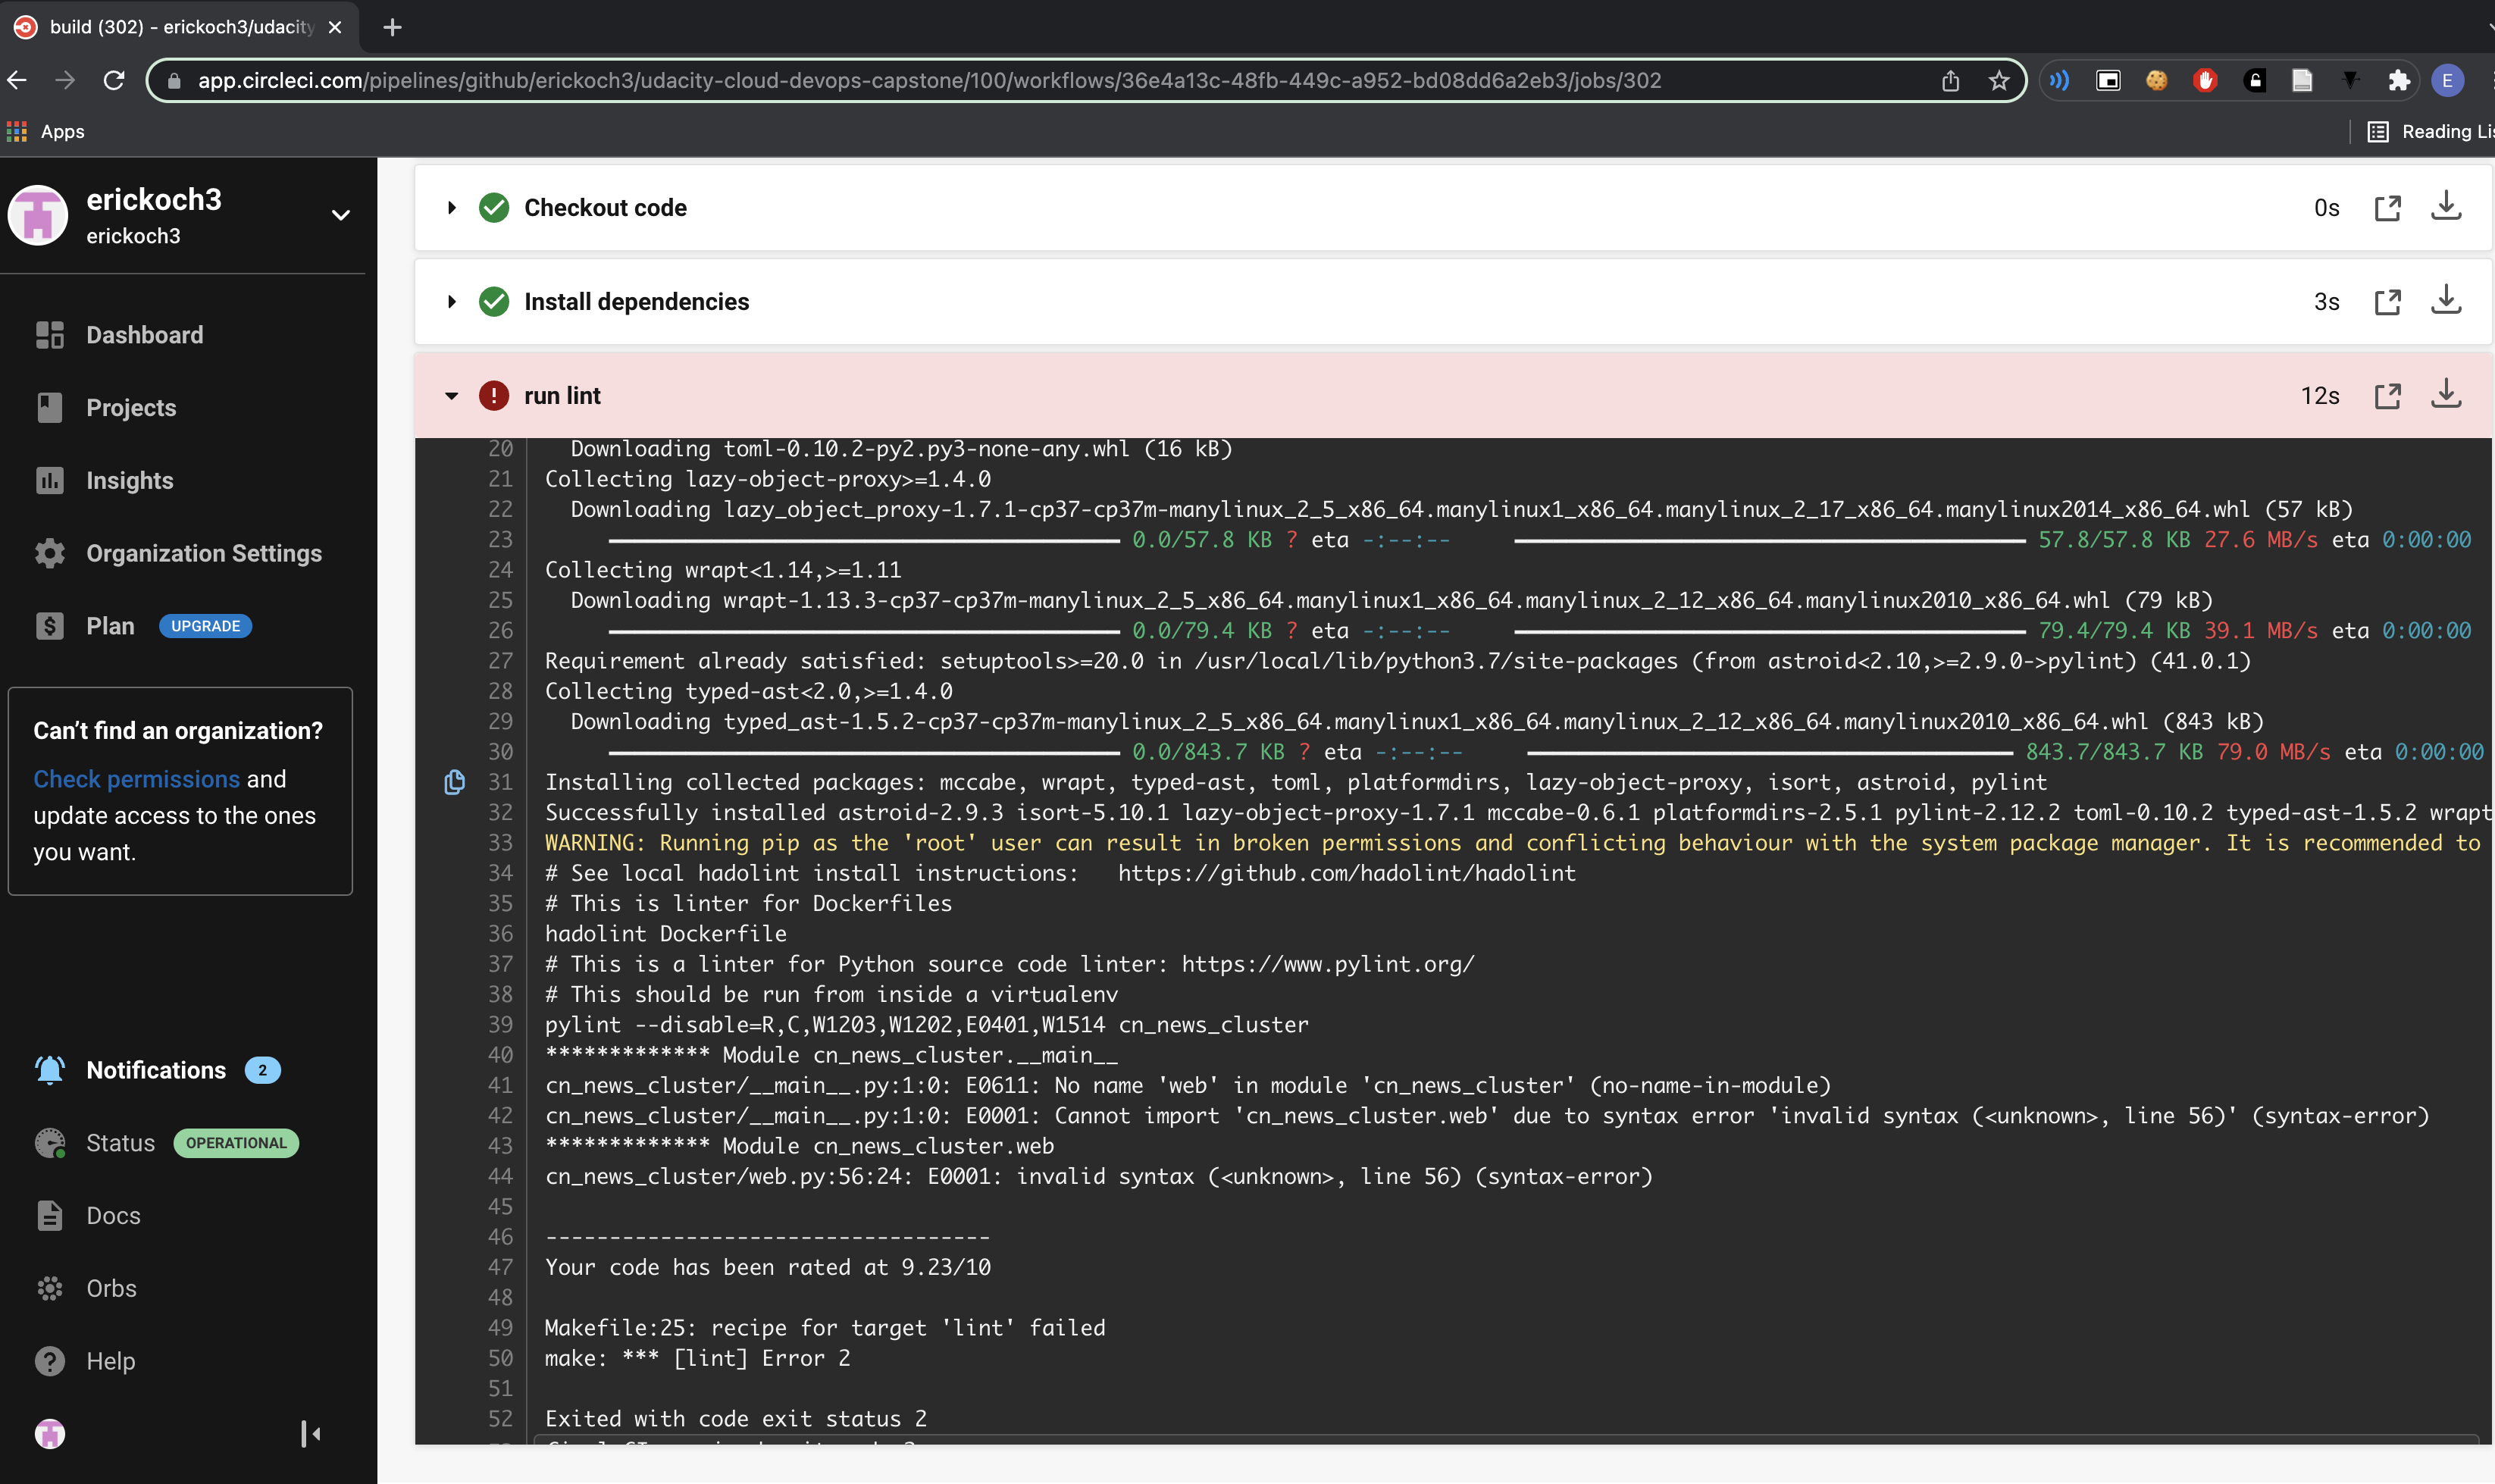 build (302) - erickoch3/udacity
app.circleci.com/pipelines/github/erickoch3/udacity-cloud-devops-capstone/100/workflows/36e4a13c-48fb-449c-a952-bd08dd6a2eb3/jobs/302
E
Apps
Reading Lis
erickoch3
erickoch3
Dashboard
Projects
Insights
Organization Settings
Plan UPGRADE
Can’t find an organization?
Check permissions and
update access to the ones
you want.
Notifications 2
Status OPERATIONAL
Docs
Orbs
Help
Checkout code 0s
Install dependencies 3s
run lint 12s
20 Downloading toml-0.10.2-py2.py3-none-any.whl (16 kB)
21 Collecting lazy-object-proxy>=1.4.0
22 Downloading lazy_object_proxy-1.7.1-cp37-cp37m-manylinux_2_5_x86_64.manylinux1_x86_64.manylinux_2_17_x86_64.manylinux2014_x86_64.whl (57 kB)
23 0.0/57.8 KB ? eta -:--:-- 57.8/57.8 KB 27.6 MB/s eta 0:00:00
24 Collecting wrapt<1.14,>=1.11
25 Downloading wrapt-1.13.3-cp37-cp37m-manylinux_2_5_x86_64.manylinux1_x86_64.manylinux_2_12_x86_64.manylinux2010_x86_64.whl (79 kB)
26 0.0/79.4 KB ? eta -:--:-- 79.4/79.4 KB 39.1 MB/s eta 0:00:00
27 Requirement already satisfied: setuptools>=20.0 in /usr/local/lib/python3.7/site-packages (from astroid<2.10,>=2.9.0->pylint) (41.0.1)
28 Collecting typed-ast<2.0,>=1.4.0
29 Downloading typed_ast-1.5.2-cp37-cp37m-manylinux_2_5_x86_64.manylinux1_x86_64.manylinux_2_12_x86_64.manylinux2010_x86_64.whl (843 kB)
30 0.0/843.7 KB ? eta -:--:-- 843.7/843.7 KB 79.0 MB/s eta 0:00:00
31 Installing collected packages: mccabe, wrapt, typed-ast, toml, platformdirs, lazy-object-proxy, isort, astroid, pylint
32 Successfully installed astroid-2.9.3 isort-5.10.1 lazy-object-proxy-1.7.1 mccabe-0.6.1 platformdirs-2.5.1 pylint-2.12.2 toml-0.10.2 typed-ast-1.5.2 wrapt
33 WARNING: Running pip as the 'root' user can result in broken permissions and conflicting behaviour with the system package manager. It is recommended to
34 # See local hadolint install instructions: https://github.com/hadolint/hadolint
35 # This is linter for Dockerfiles
36 hadolint Dockerfile
37 # This is a linter for Python source code linter: https://www.pylint.org/
38 # This should be run from inside a virtualenv
39 pylint --disable=R,C,W1203,W1202,E0401,W1514 cn_news_cluster
40 ************* Module cn_news_cluster.__main__
41 cn_news_cluster/__main__.py:1:0: E0611: No name 'web' in module 'cn_news_cluster' (no-name-in-module)
42 cn_news_cluster/__main__.py:1:0: E0001: Cannot import 'cn_news_cluster.web' due to syntax error 'invalid syntax (<unknown>, line 56)' (syntax-error)
43 ************* Module cn_news_cluster.web
44 cn_news_cluster/web.py:56:24: E0001: invalid syntax (<unknown>, line 56) (syntax-error)
45
46 -----------------------------------
47 Your code has been rated at 9.23/10
48
49 Makefile:25: recipe for target 'lint' failed
50 make: *** [lint] Error 2
51
52 Exited with code exit status 2